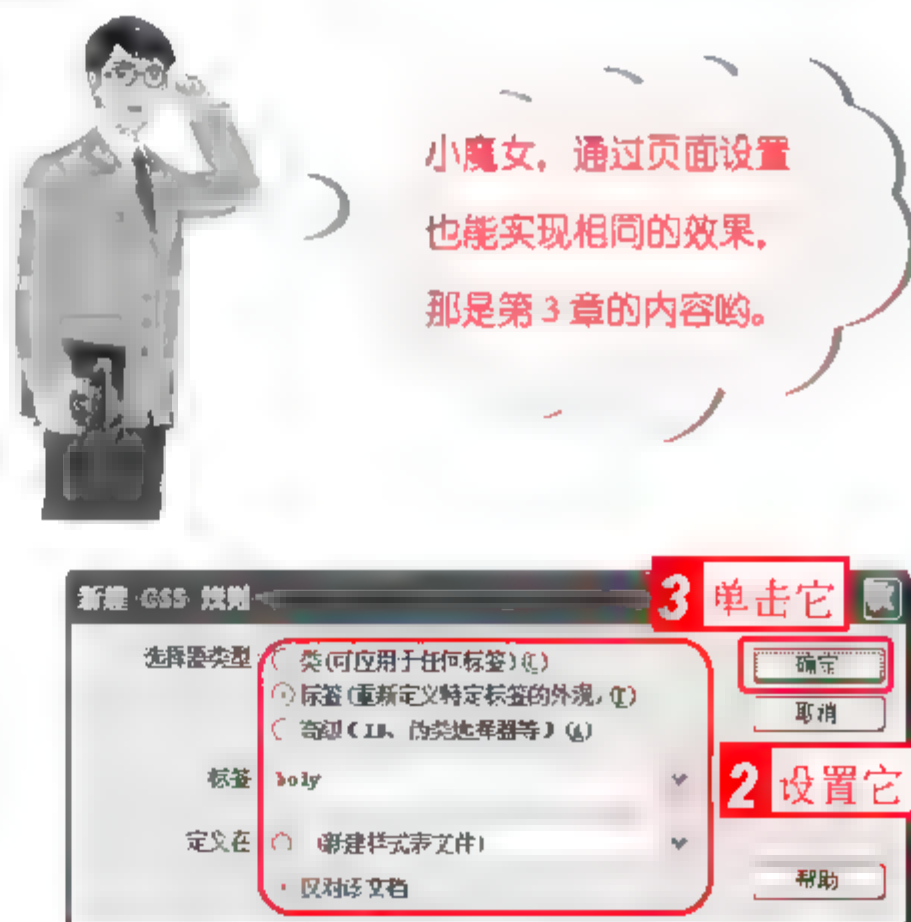 小魔女，通过页面设置
也能实现相同的效果，
那是第 3 章的内容哟。
新建 CSS 规则
3 单击它
选择器类型
类(可应用于任何标签)(C)
确定
标签(重新定义特定标签的外观)(T)
高级(ID、伪类选择器等)(A)
取消
标签
body
2 设置它
定义在
(新建样式表文件)
仅对该文档
帮助